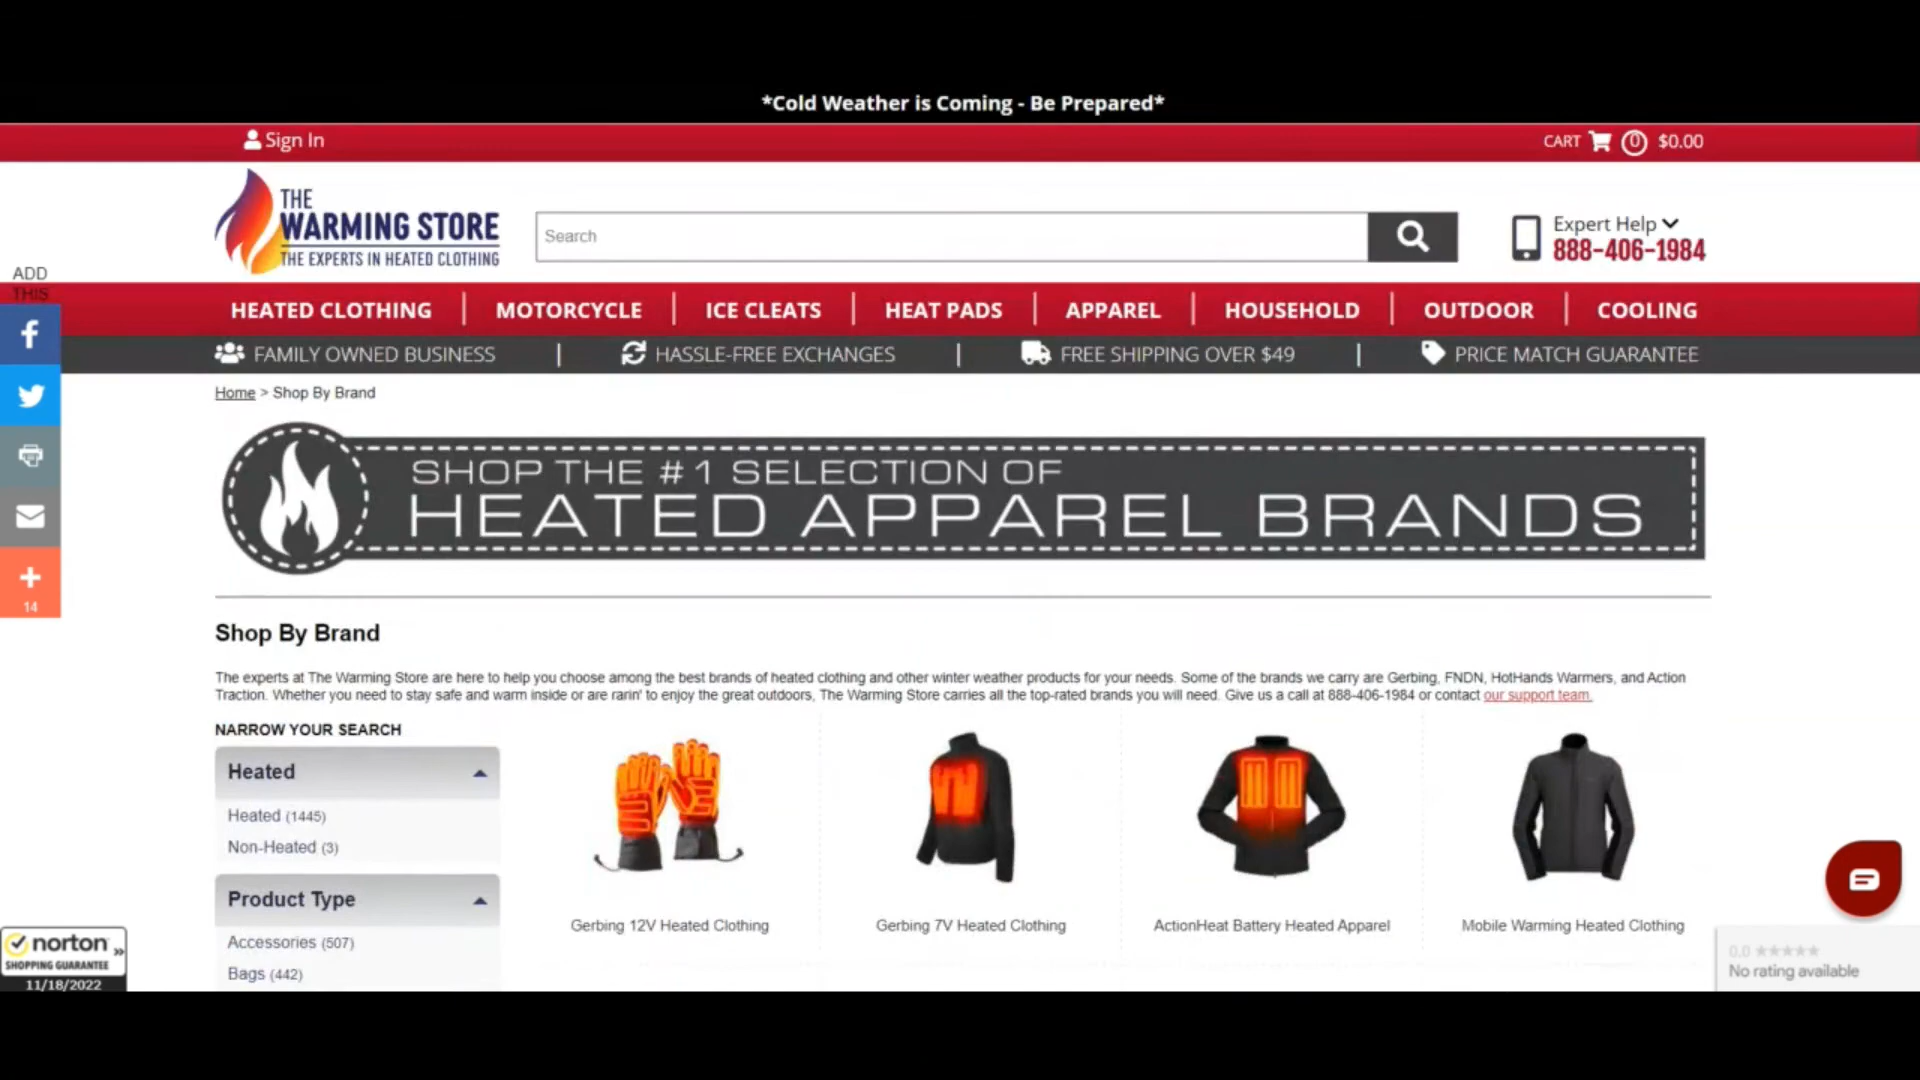 *Cold Weather is Coming - Be Prepared*
Sign In
CART 0 $0.00
THE
WARMING STORE
THE EXPERTS IN HEATED CLOTHING
Search
Expert Help
888-406-1984
ADD
THIS
HEATED CLOTHING
MOTORCYCLE
ICE CLEATS
HEAT PADS
APPAREL
HOUSEHOLD
OUTDOOR
COOLING
FAMILY OWNED BUSINESS
HASSLE-FREE EXCHANGES
FREE SHIPPING OVER $49
PRICE MATCH GUARANTEE
Home > Shop By Brand
SHOP THE #1 SELECTION OF
HEATED APPAREL BRANDS
14
Shop By Brand
The experts at The Warming Store are here to help you choose among the best brands of heated clothing and other winter weather products for your needs. Some of the brands we carry are Gerbing, FNDN, HotHands Warmers, and Action
Traction. Whether you need to stay safe and warm inside or are rarin' to enjoy the great outdoors, The Warming Store carries all the top-rated brands you will need. Give us a call at 888-406-1984 or contact our support team.
NARROW YOUR SEARCH
Heated
Heated (1445)
Non-Heated (3)
Product Type
Accessories (507)
Bags (442)
Gerbing 12V Heated Clothing
Gerbing 7V Heated Clothing
ActionHeat Battery Heated Apparel
Mobile Warming Heated Clothing
norton
SHOPPING GUARANTEE
11/18/2022
0.0
No rating available